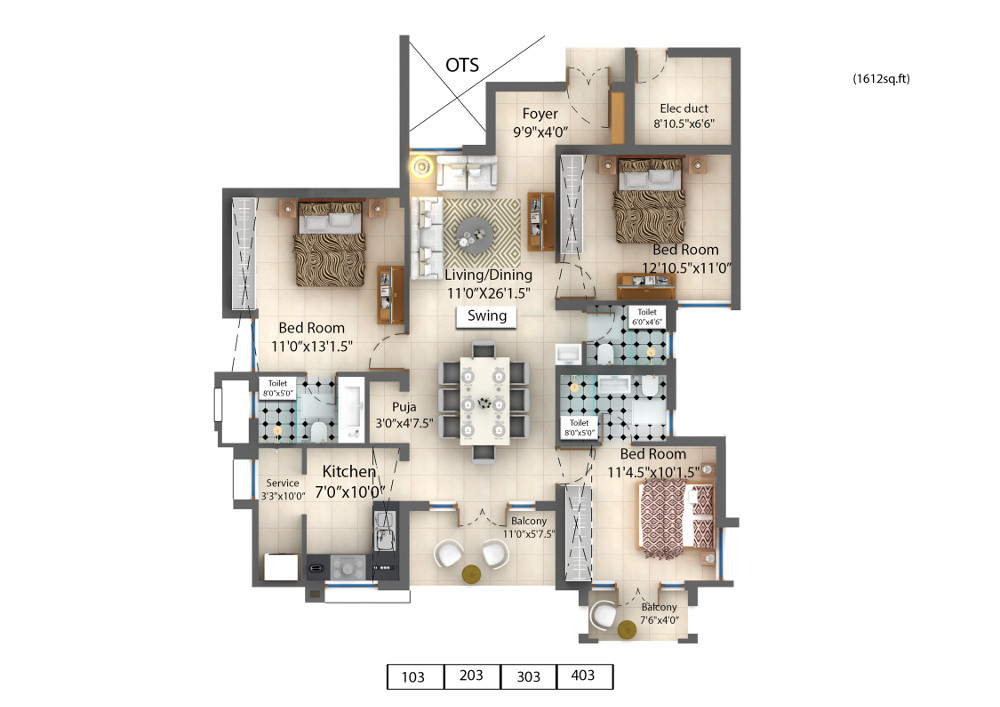 OTS
(1612sq.ft)
Foyer
9'9"x4'0"
Elec duct
8'10.5"x6'6"
Bed Room
12'10.5"x11'0"
Living/Dining
11'0"X26'1.5"
Swing
Bed Room
11'0"x13'1.5"
Toilet
6'0"x4'6"
Toilet
8'0"x5'0"
Puja
3'0"x4'7.5"
Toilet
8'0"x5'0"
Bed Room
11'4.5"x10'1.5"
Kitchen
7'0"x10'0"
Service
3'3"x10'0"
Balcony
11'0"x5'7.5"
Balcony
7'6"x4'0"
103 203 303 403